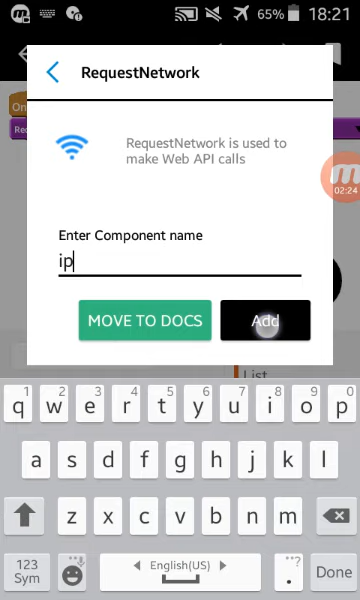 65% 18:21
On
Re
RequestNetwork
RequestNetwork is used to
make Web API calls
02:24
Enter Component name
ip
MOVE TO DOCS Add
List
1 2 3 4 5 6 7 8 9 0
q w e r t y u i o p
a s d f g h j k l
z x c v b n m
123
Sym
English(US)
..?
.
Done